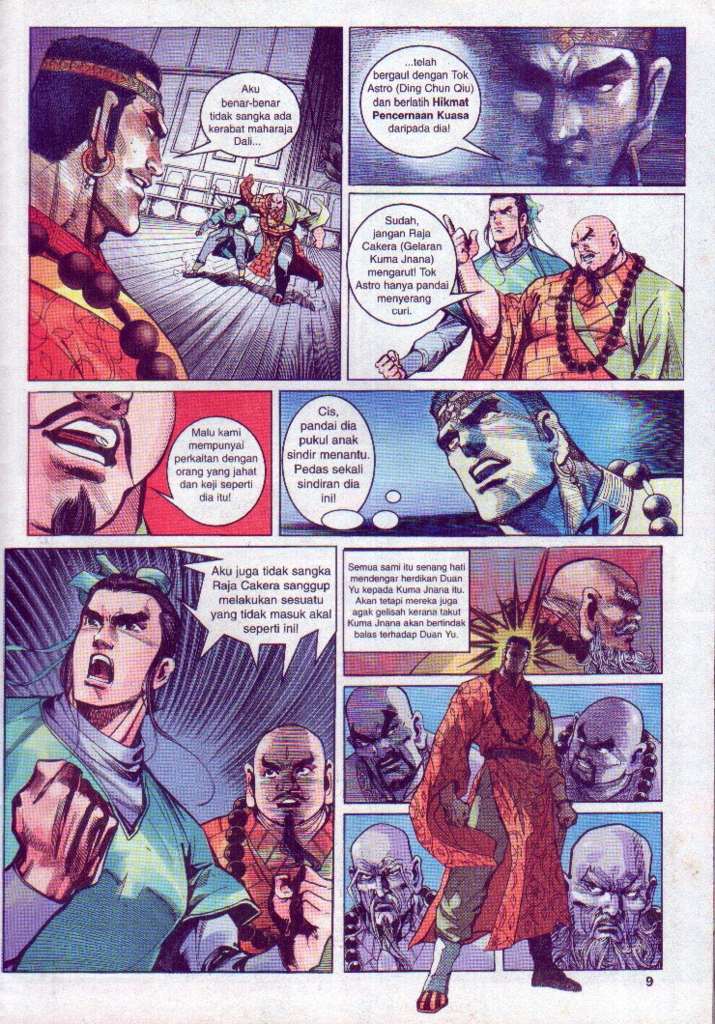 Aku
benar-benar
tidak sangka ada
kerabat maharaja
Dali...
...telah
bergaul dengan Tok
Astro (Ding Chun Qiu)
dan berlatih Hikmat
Pencernaan Kuasa
daripada dia!
Sudah,
jangan Raja
Cakera (Gelaran
Kuma Jnana)
mengarut! Tok
Astro hanya pandai
menyerang
curi.
Malu kami
mempunyai
perkaitan dengan
orang yang jahat
dan keji seperti
dia itu!
Cis,
pandai dia
pukul anak
sindir menantu.
Pedas sekali
sindiran dia
ini!
Aku juga tidak sangka
Raja Cakera sanggup
melakukan sesuatu
yang tidak masuk akal
seperti ini!
Semua sami itu senang hati
mendengar herdikan Duan
Yu kepada Kuma Jnana itu.
Akan tetapi mereka juga
agak gelisah kerana takut
Kuma Jnana akan bertindak
balas terhadap Duan Yu.
9